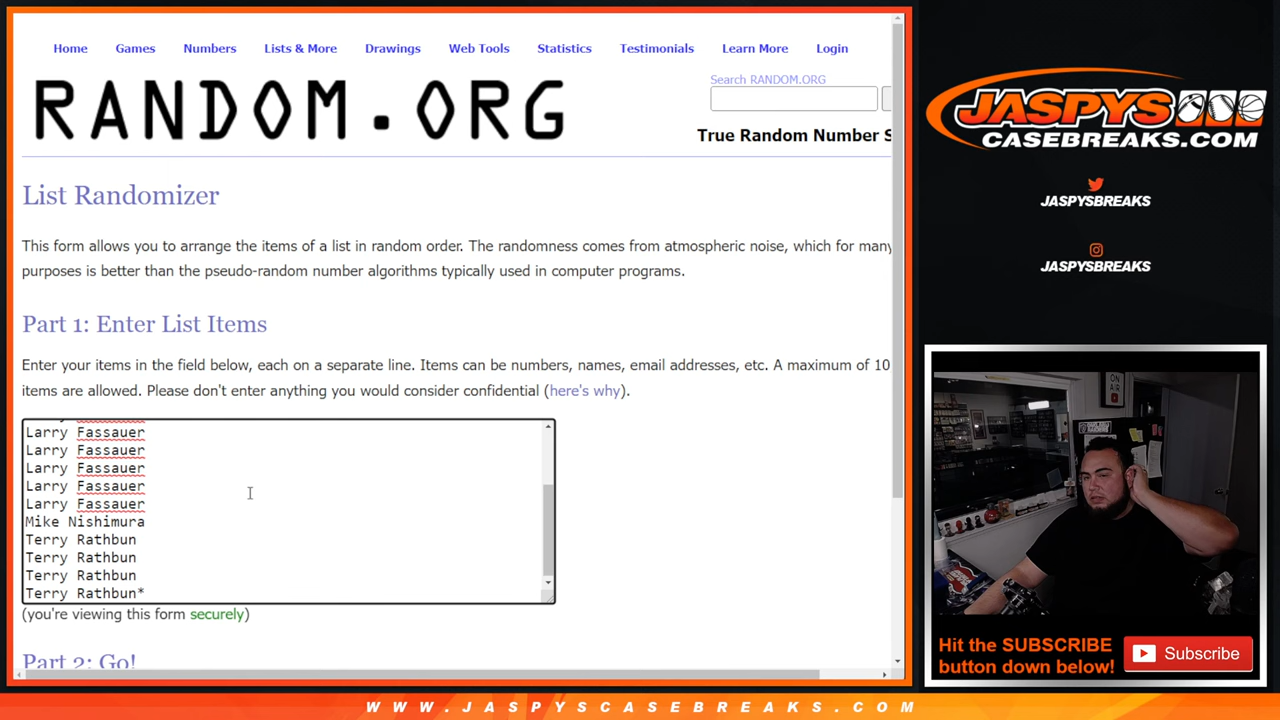 Home Games Numbers Lists & More Drawings Web Tools Statistics Testimonials Learn More Login
RANDOM.ORG
Search RANDOM.ORG
True Random Number S
List Randomizer
This form allows you to arrange the items of a list in random order. The randomness comes from atmospheric noise, which for many
purposes is better than the pseudo-random number algorithms typically used in computer programs.
Part 1: Enter List Items
Enter your items in the field below, each on a separate line. Items can be numbers, names, email addresses, etc. A maximum of 10
items are allowed. Please don't enter anything you would consider confidential (here's why).
Larry Fassauer
Larry Fassauer
Larry Fassauer
Larry Fassauer
Larry Fassauer
Mike Nishimura
Terry Rathbun
Terry Rathbun
Terry Rathbun
Terry Rathbun*
(you're viewing this form securely)
Part 2: Go!
JASPYS
CASEBREAKS.COM
JASPYSBREAKS
JASPYSBREAKS
ON
AIR
Hit the SUBSCRIBE
button down below!
Subscribe
WWW.JASPYSCASEBREAKS.COM